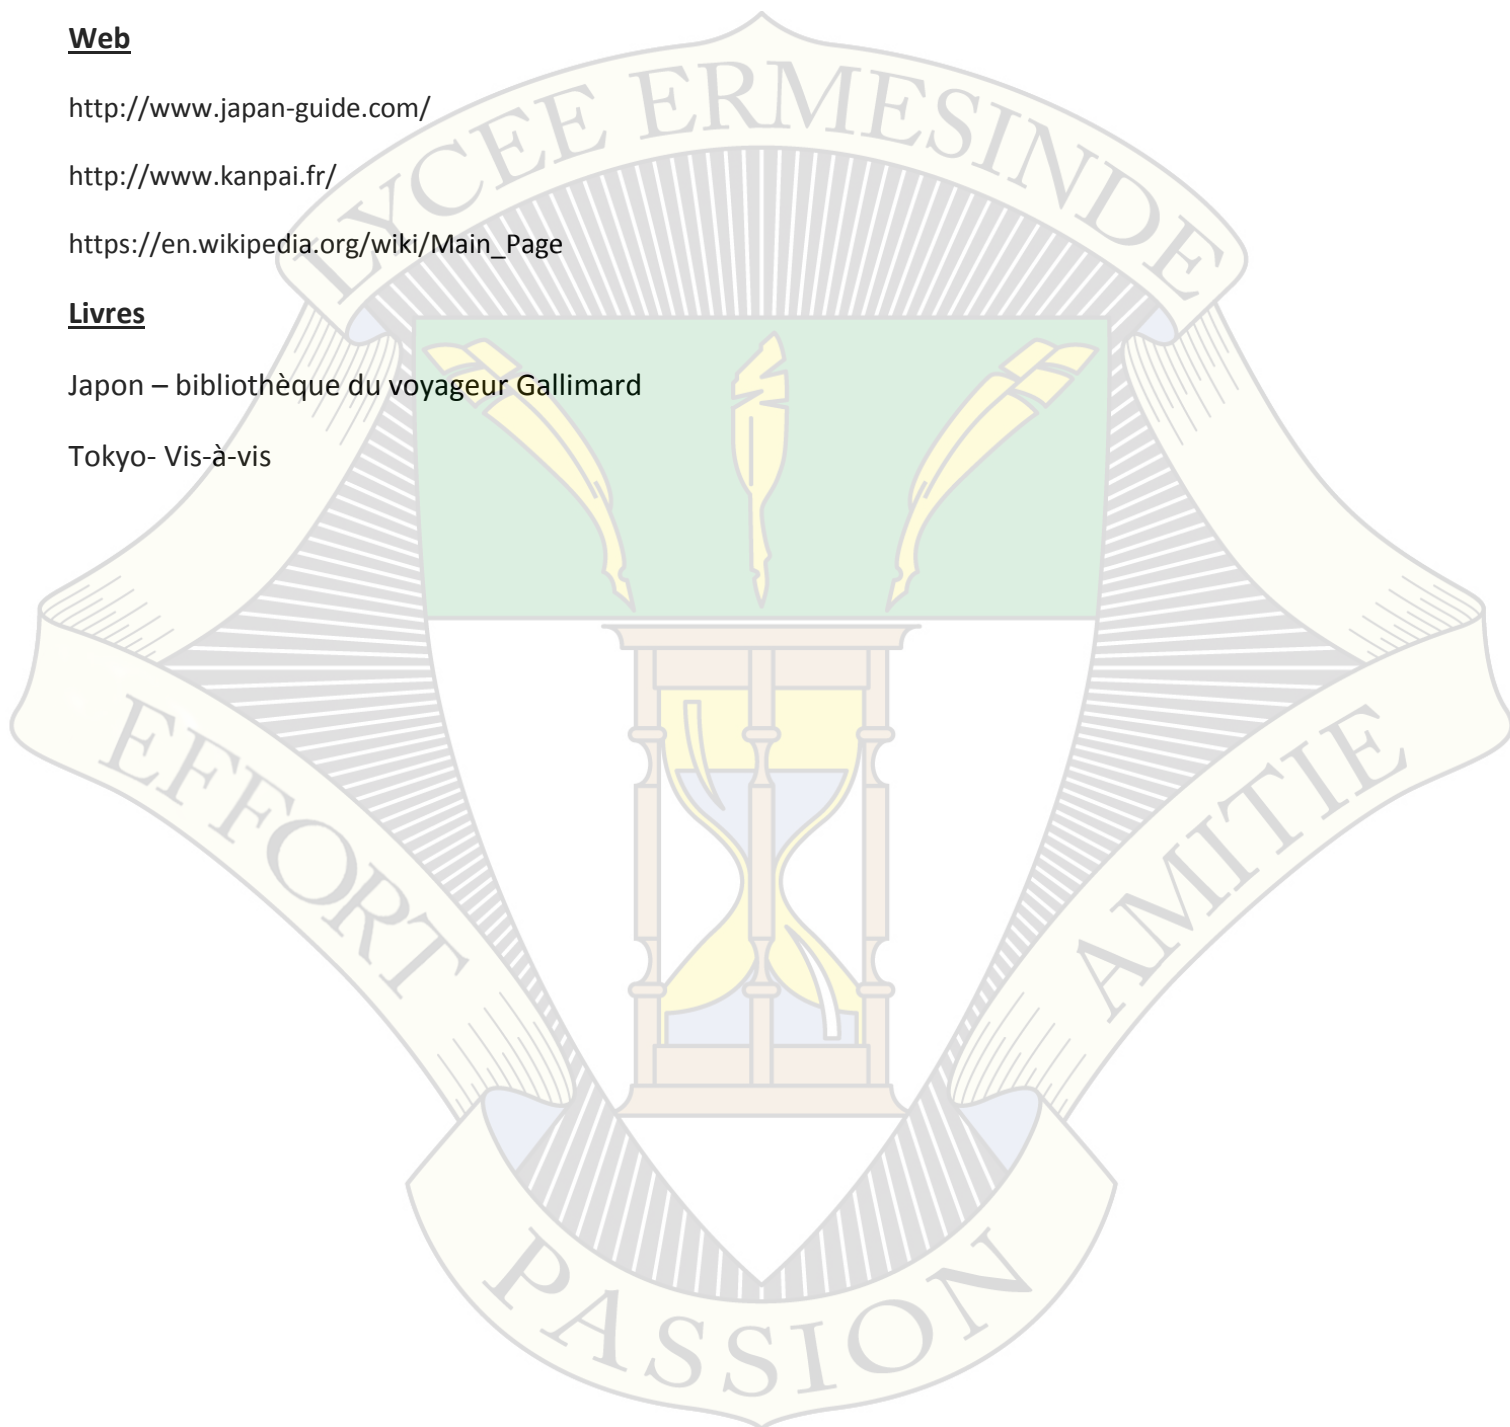 Web
http://www.japan-guide.com/
http://www.kanpai.fr/
https://en.wikipedia.org/wiki/Main_Page
Livres
Japon – bibliothèque du voyageur Gallimard
Tokyo- Vis-à-vis
LYCEE ERMESINDE
EFFORT
AMITIE
PASSION